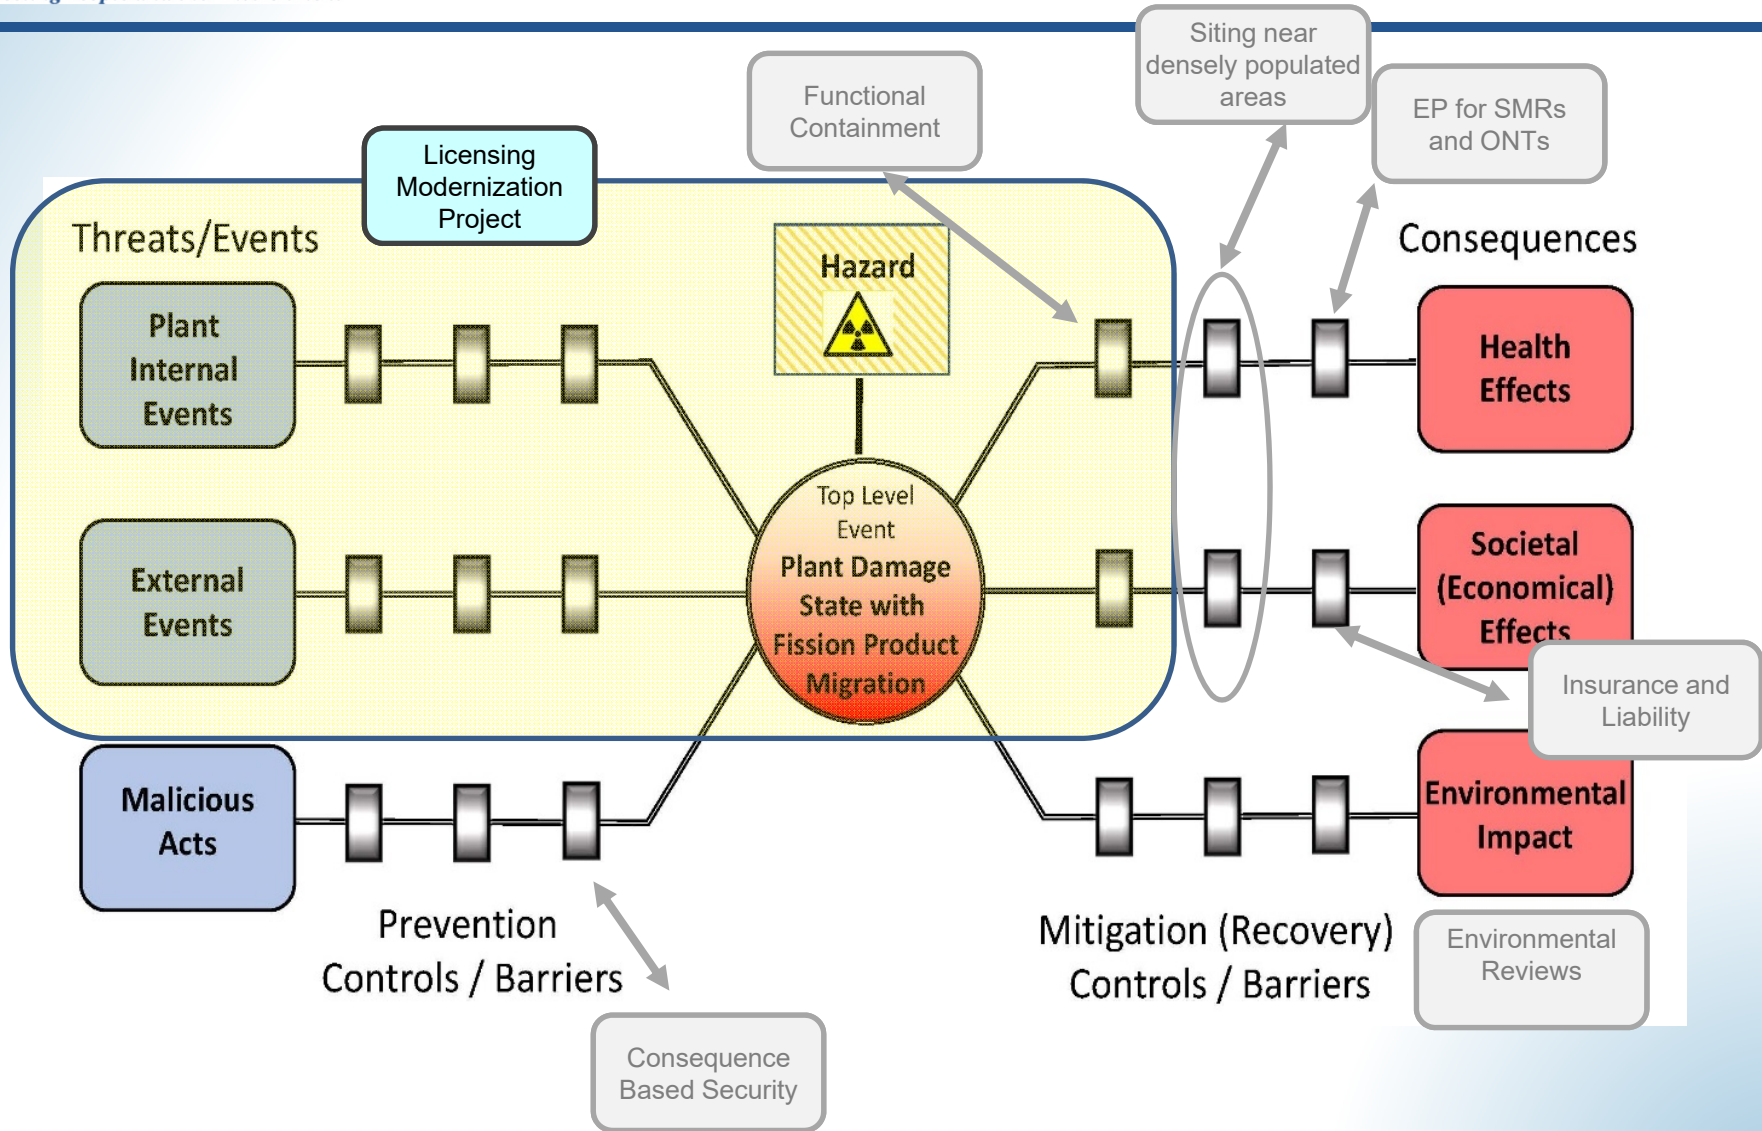 Siting near
densely populated
areas
Functional
Containment
EP for SMRs
and ONTs
Licensing
Modernization
Project
Threats/Events
Hazard
Consequences
Plant
Internal
Events
Health
Effects
Top Level
Event
Plant Damage
State with
Fission Product
Migration
External
Events
Societal
(Economical)
Effects
Insurance and
Liability
Malicious
Acts
Environmental
Impact
Prevention
Controls / Barriers
Mitigation (Recovery)
Controls / Barriers
Environmental
Reviews
Consequence
Based Security